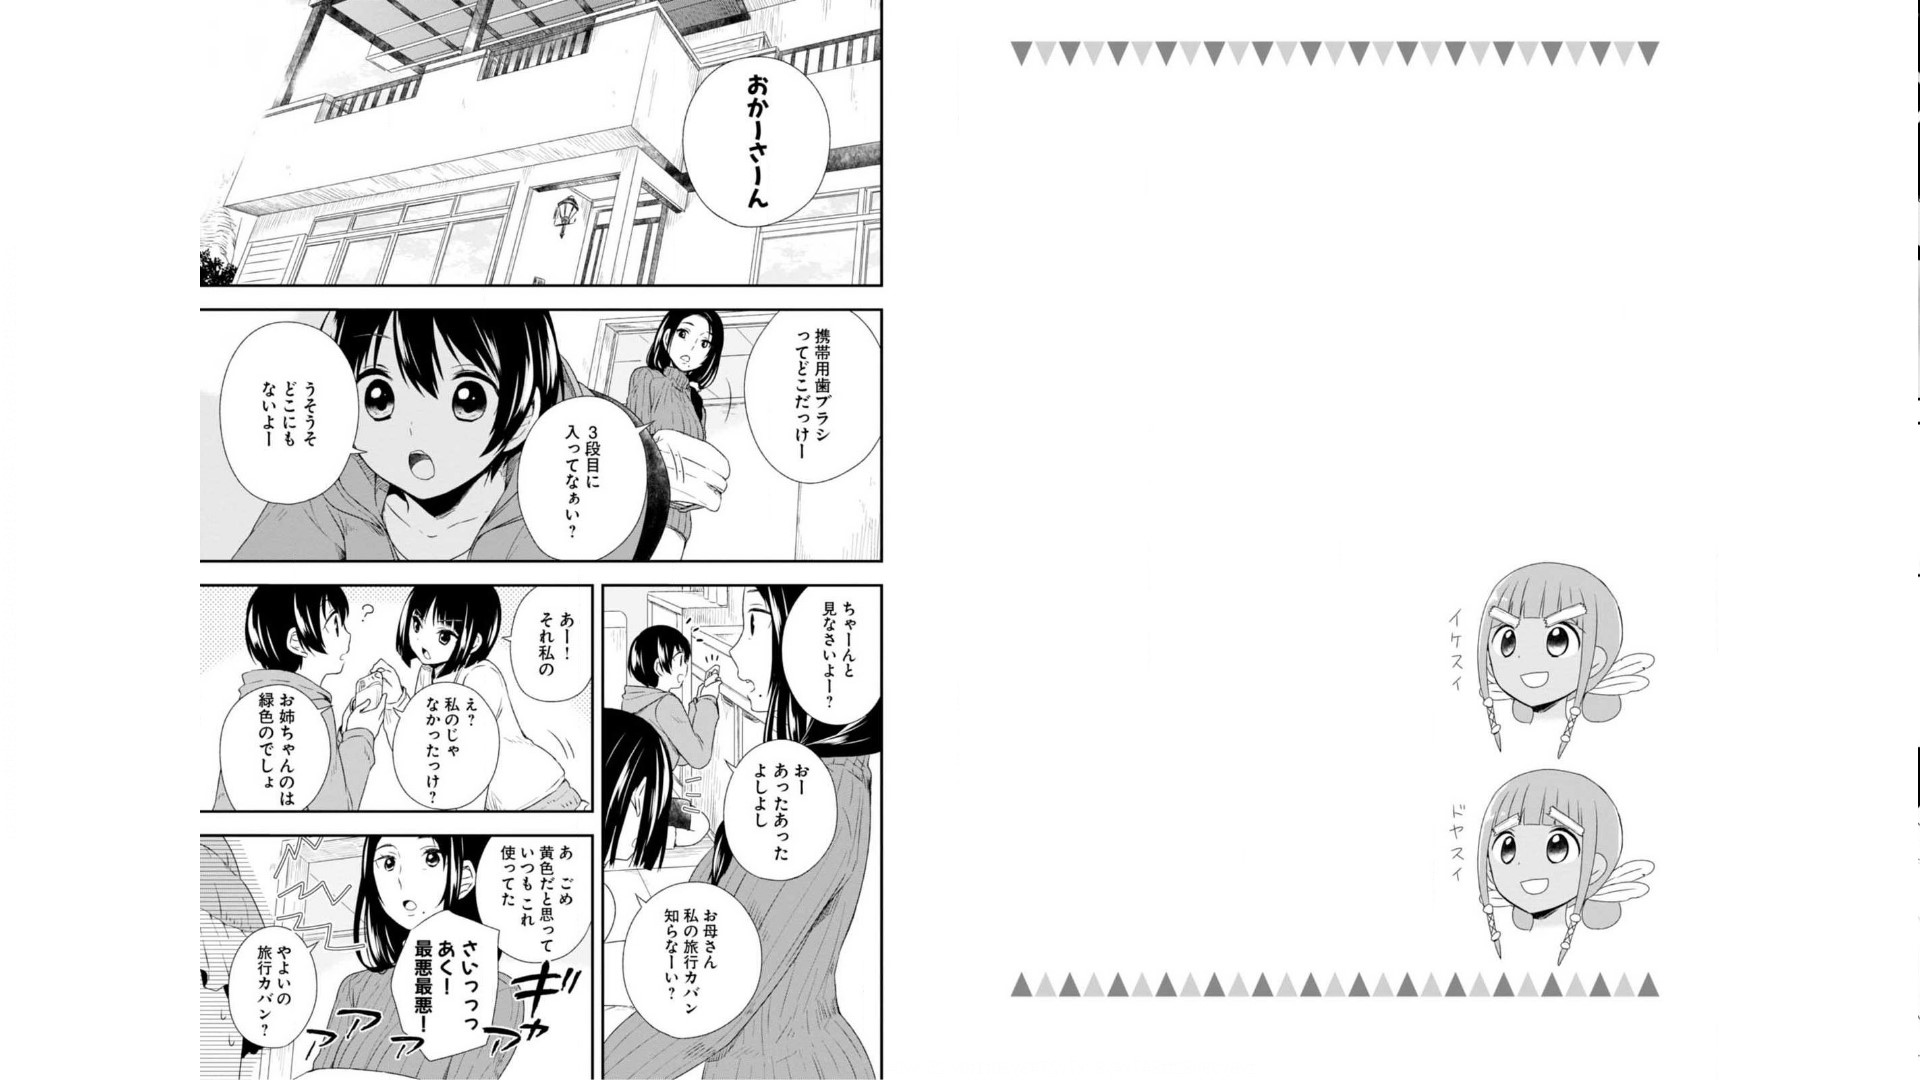 イケスイ
ドヤスイ
おかーさーん
携帯用歯ブラシ
ってどこだっけー
3段目に
入ってなぁい?
うそうそ
どこにも
ないよー
ちゃーんと
見なさいよー?
おー
あったあった
よしよし
お母さん
私の旅行カバン
知らなーい?
あー!
それ私の
え?
私のじゃ
なかったっけ?
お姉ちゃんのは
緑色のでしょ
?
あ ごめ
黄色だと思って
いつも これ
使ってた
さいっっっ
あく!
最悪最悪!
ギャアアアア
やよいの
旅行カバン?